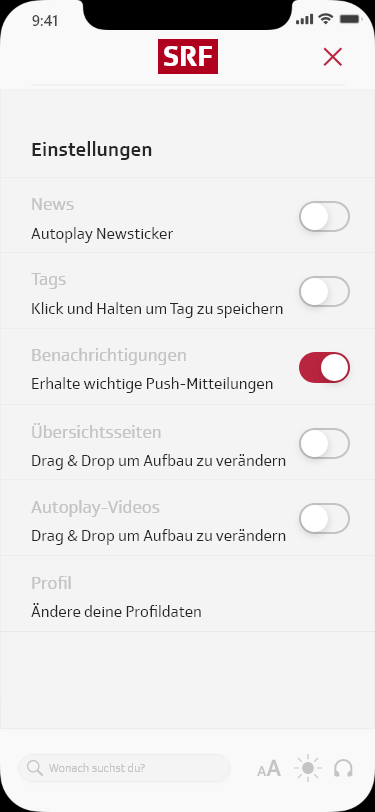 9:41
SRF
Einstellungen
News
Autoplay Newsticker
Tags
Klick und Halten um Tag zu speichern
Benachrichtigungen
Erhalte wichtige Push-Mitteilungen
Übersichtsseiten
Drag & Drop um Aufbau zu verändern
Autoplay-Videos
Drag & Drop um Aufbau zu verändern
Profil
Ändere deine Profildaten
Wonach suchst du?
AA